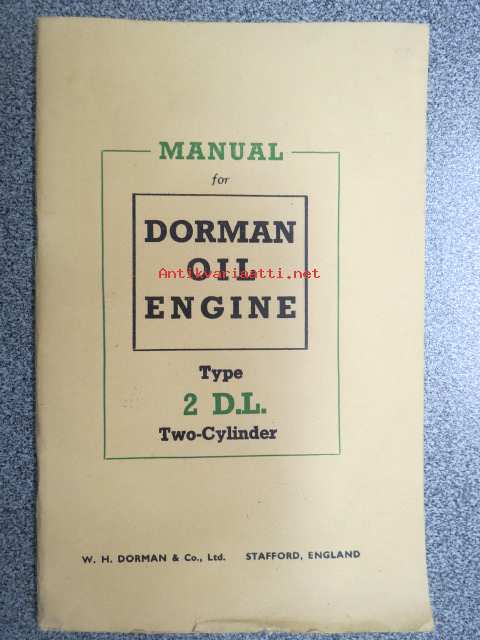 MANUAL
for
DORMAN
OIL
Antikvariaatti.net
ENGINE
Type
2 D.L.
Two-Cylinder
W. H. DORMAN & Co., Ltd. STAFFORD, ENGLAND